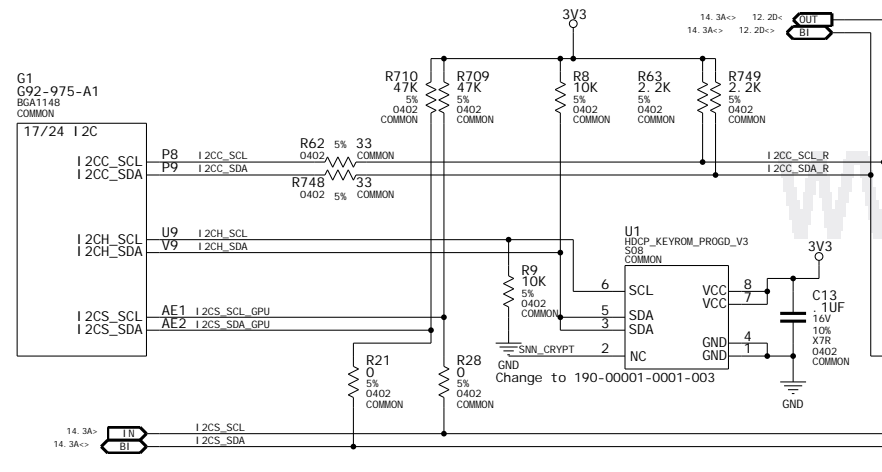 14.3A<> 12.2D< OUT
14.3A<> 12.2D<> BI
3V3
G1
G92-975-A1
BGA1148
COMMON
17/24 I2C
R710
47K
5%
0402
COMMON
R709
47K
5%
0402
COMMON
R8
10K
5%
0402
COMMON
R63
2.2K
5%
0402
COMMON
R749
2.2K
5%
0402
COMMON
I2CC_SCL P8 I2CC_SCL
I2CC_SDA P9 I2CC_SDA
R62 5% 33
0402 COMMON
R748 33
0402 5% COMMON
I2CC_SCL_R
I2CC_SDA_R
I2CH_SCL U9 I2CH_SCL
I2CH_SDA V9 I2CH_SDA
R9
10K
5%
0402
COMMON
GND
U1
HDCP_KEYROM_PROGD_V3
SO8
COMMON
6 SCL
5 SDA
3 SDA
2 NC
VCC 8
VCC 7
GND 4
GND 1
SNN_CRYPT
Change to 190-00001-0001-003
3V3
C13
.1UF
16V
10%
X7R
0402
COMMON
GND
I2CS_SCL AE1 I2CS_SCL_GPU
I2CS_SDA AE2 I2CS_SDA_GPU
R21
0
5%
0402
COMMON
R28
0
5%
0402
COMMON
14.3A> IN I2CS_SCL
14.3A<> BI I2CS_SDA